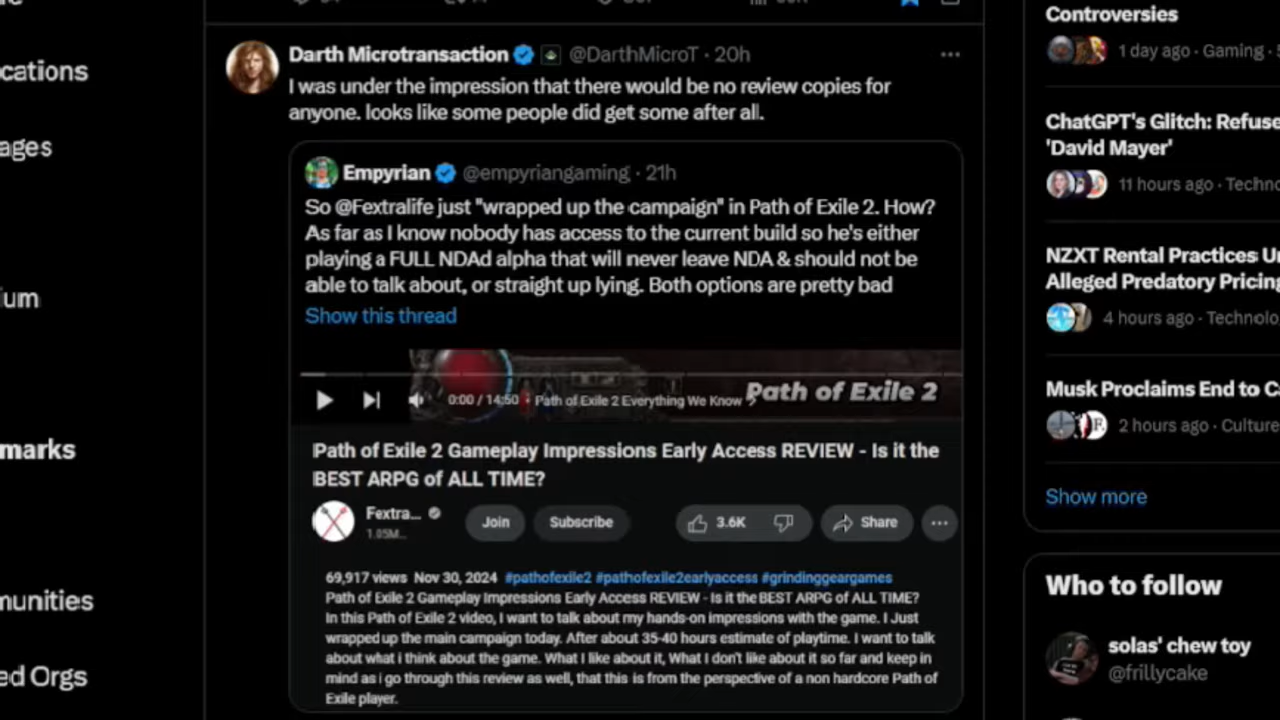 cations
ages
ium
marks
munities
ed Orgs
Darth Microtransaction @DarthMicroT · 20h
I was under the impression that there would be no review copies for
anyone. looks like some people did get some after all.
Empyrian @empyriangaming · 21h
So @Fextralife just "wrapped up the campaign" in Path of Exile 2. How?
As far as I know nobody has access to the current build so he's either
playing a FULL NDAd alpha that will never leave NDA & should not be
able to talk about, or straight up lying. Both options are pretty bad
Show this thread
Path of Exile 2
0:00 / 14:50 · Path of Exile 2 Everything We Know >
Path of Exile 2 Gameplay Impressions Early Access REVIEW - Is it the
BEST ARPG of ALL TIME?
Fextra...
1.05M...
Join
Subscribe
3.6K
Share
69,917 views Nov 30, 2024 #pathofexile2 #pathofexile2earlyaccess #grindinggeargames
Path of Exile 2 Gameplay Impressions Early Access REVIEW - Is it the BEST ARPG of ALL TIME?
In this Path of Exile 2 video, I want to talk about my hands-on impressions with the game. I Just
wrapped up the main campaign today. After about 35-40 hours estimate of playtime. I want to talk
about what i think about the game. What I like about it, What I don't like about it so far and keep in
mind as i go through this review as well, that this is from the perspective of a non hardcore Path of
Exile player.
Controversies
1 day ago · Gaming ·
ChatGPT's Glitch: Refuse
'David Mayer'
11 hours ago · Techno
NZXT Rental Practices U
Alleged Predatory Pricing
4 hours ago · Technolo
Musk Proclaims End to C
2 hours ago · Culture
Show more
Who to follow
solas' chew toy
@frillycake